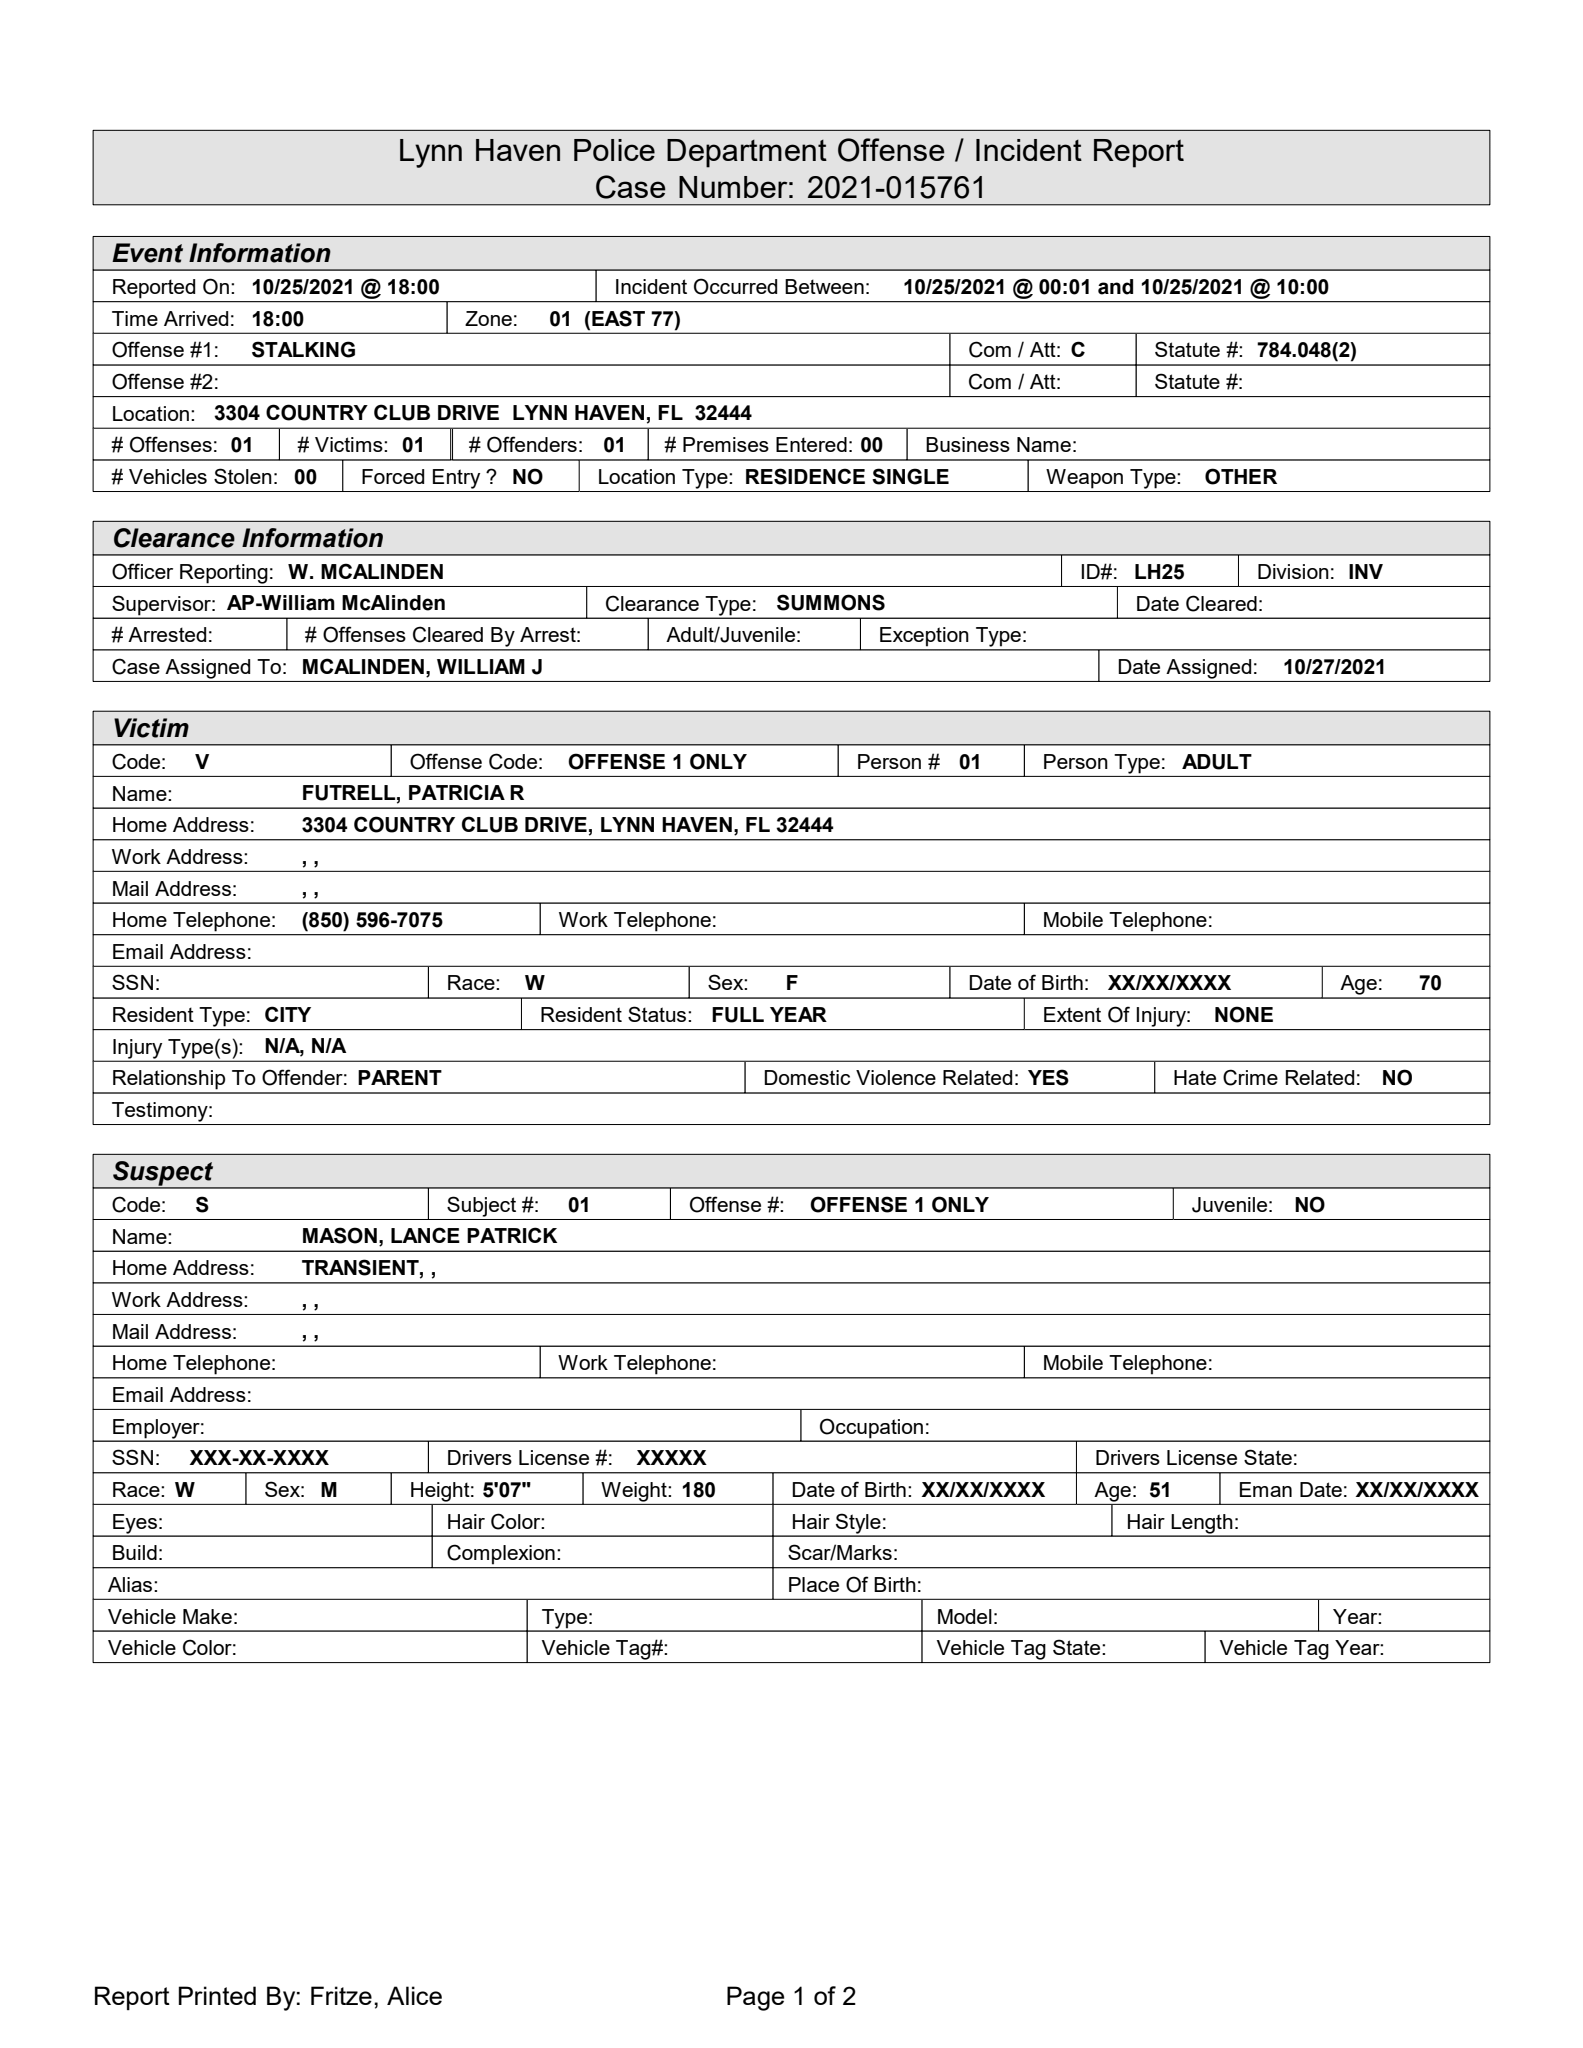 Lynn Haven Police Department Offense / Incident Report
Case Number: 2021-015761
Event Information
Reported On: 10/25/2021 @ 18:00 Incident Occurred Between: 10/25/2021 @ 00:01 and 10/25/2021 @ 10:00
Time Arrived: 18:00 Zone: 01 (EAST 77)
Offense #1: STALKING Com / Att: C Statute #: 784.048(2)
Offense #2: Com / Att: Statute #:
Location: 3304 COUNTRY CLUB DRIVE LYNN HAVEN, FL 32444
# Offenses: 01 # Victims: 01 # Offenders: 01 # Premises Entered: 00 Business Name:
# Vehicles Stolen: 00 Forced Entry ? NO Location Type: RESIDENCE SINGLE Weapon Type: OTHER
Clearance Information
Officer Reporting: W. MCALINDEN ID#: LH25 Division: INV
Supervisor: AP-William McAlinden Clearance Type: SUMMONS Date Cleared:
# Arrested: # Offenses Cleared By Arrest: Adult/Juvenile: Exception Type:
Case Assigned To: MCALINDEN, WILLIAM J Date Assigned: 10/27/2021
Victim
Code: V Offense Code: OFFENSE 1 ONLY Person # 01 Person Type: ADULT
Name: FUTRELL, PATRICIA R
Home Address: 3304 COUNTRY CLUB DRIVE, LYNN HAVEN, FL 32444
Work Address: , ,
Mail Address: , ,
Home Telephone: (850) 596-7075 Work Telephone: Mobile Telephone:
Email Address:
SSN: Race: W Sex: F Date of Birth: XX/XX/XXXX Age: 70
Resident Type: CITY Resident Status: FULL YEAR Extent Of Injury: NONE
Injury Type(s): N/A, N/A
Relationship To Offender: PARENT Domestic Violence Related: YES Hate Crime Related: NO
Testimony:
Suspect
Code: S Subject #: 01 Offense #: OFFENSE 1 ONLY Juvenile: NO
Name: MASON, LANCE PATRICK
Home Address: TRANSIENT, ,
Work Address: , ,
Mail Address: , ,
Home Telephone: Work Telephone: Mobile Telephone:
Email Address:
Employer: Occupation:
SSN: XXX-XX-XXXX Drivers License #: XXXXX Drivers License State:
Race: W Sex: M Height: 5'07" Weight: 180 Date of Birth: XX/XX/XXXX Age: 51 Eman Date: XX/XX/XXXX
Eyes: Hair Color: Hair Style: Hair Length:
Build: Complexion: Scar/Marks:
Alias: Place Of Birth:
Vehicle Make: Type: Model: Year:
Vehicle Color: Vehicle Tag#: Vehicle Tag State: Vehicle Tag Year:
Report Printed By: Fritze, Alice Page 1 of 2